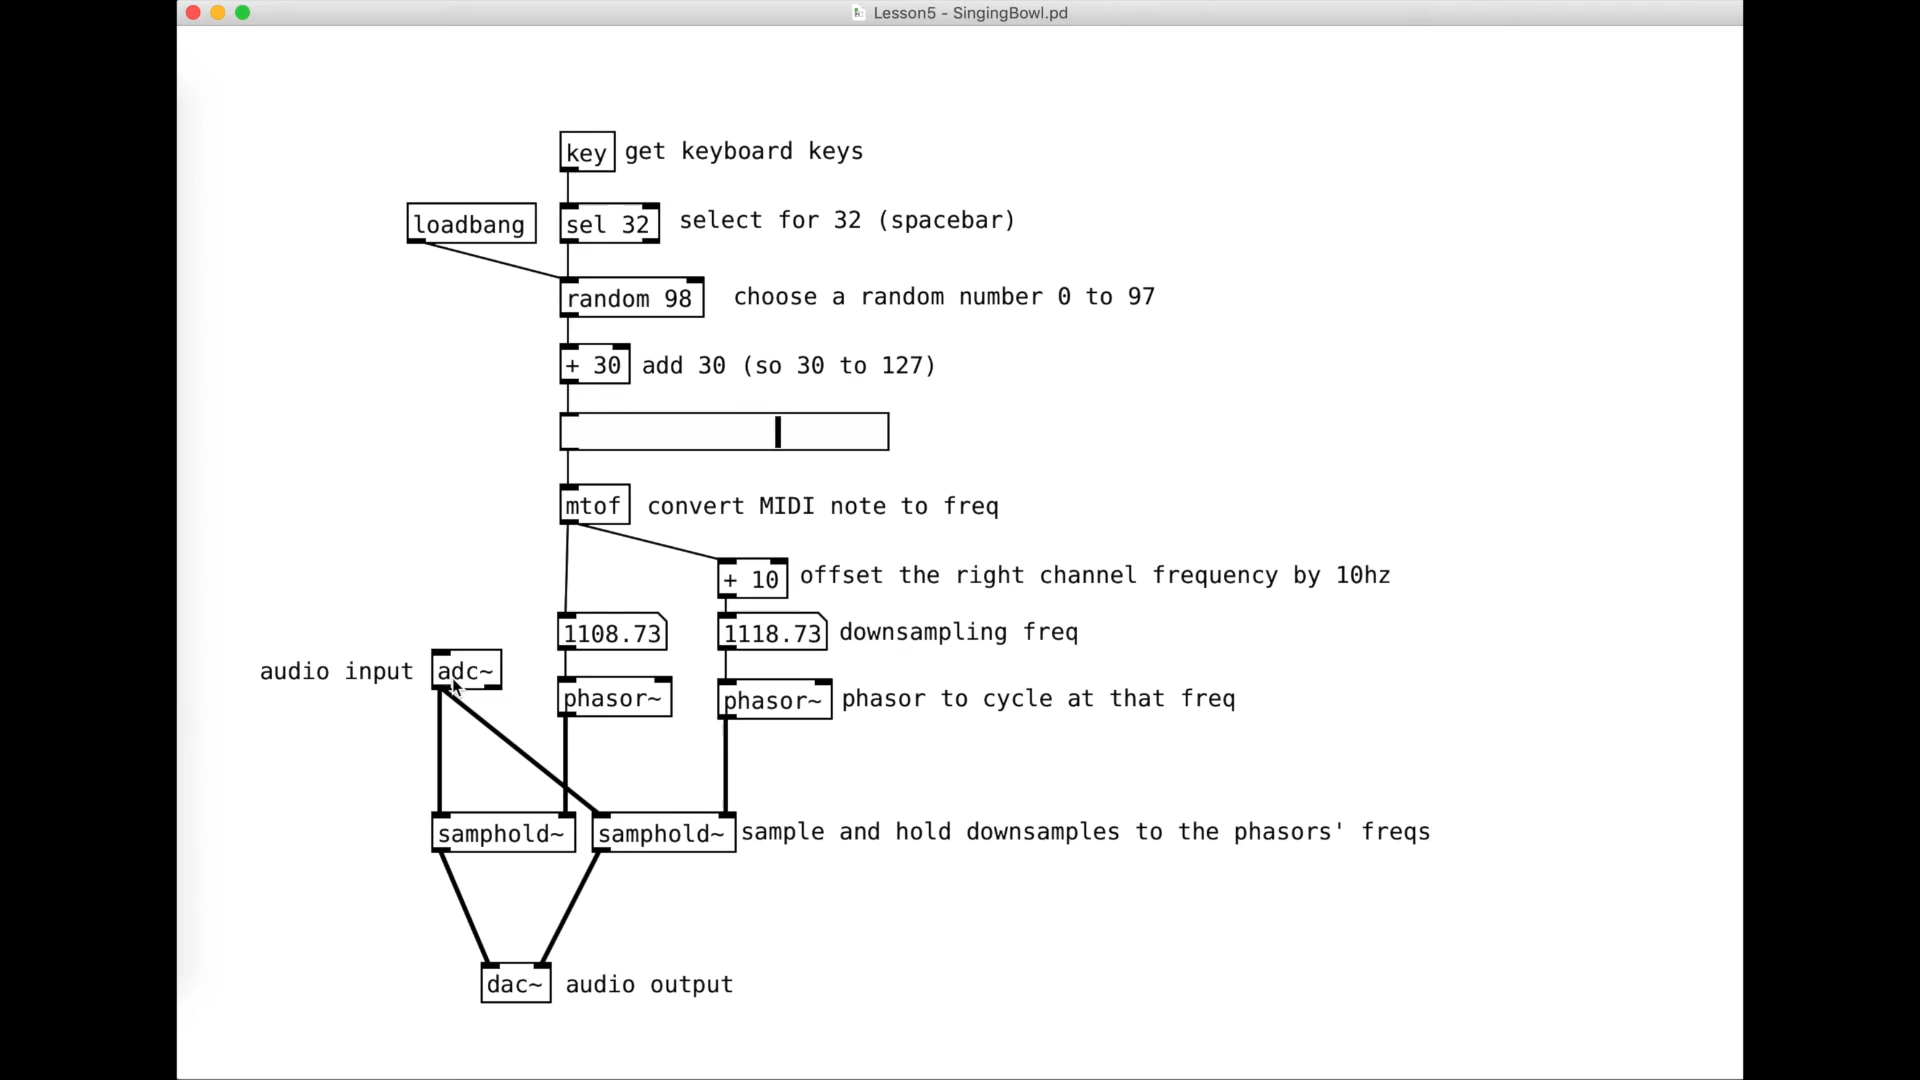 Lesson5 - SingingBowl.pd
key get keyboard keys
loadbang sel 32 select for 32 (spacebar)
random 98 choose a random number 0 to 97
+ 30 add 30 (so 30 to 127)
mtof convert MIDI note to freq
+ 10 offset the right channel frequency by 10hz
1108.73 1118.73 downsampling freq
audio input adc~
phasor~ phasor~ phasor to cycle at that freq
samphold~ samphold~ sample and hold downsamples to the phasors' freqs
dac~ audio output